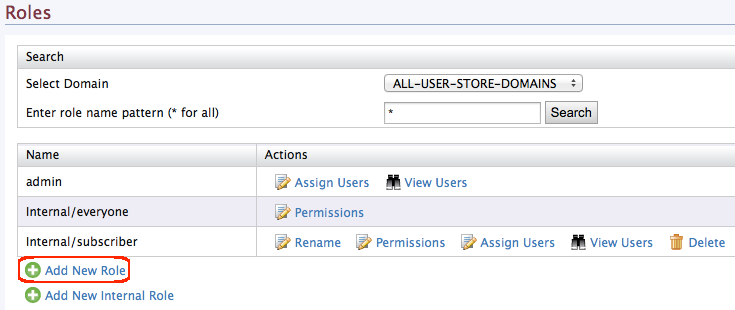 Roles
Search
Select Domain ALL-USER-STORE-DOMAINS
Enter role name pattern (* for all) * Search
Name Actions
admin Assign Users View Users
Internal/everyone Permissions
Internal/subscriber Rename Permissions Assign Users View Users Delete
Add New Role
Add New Internal Role